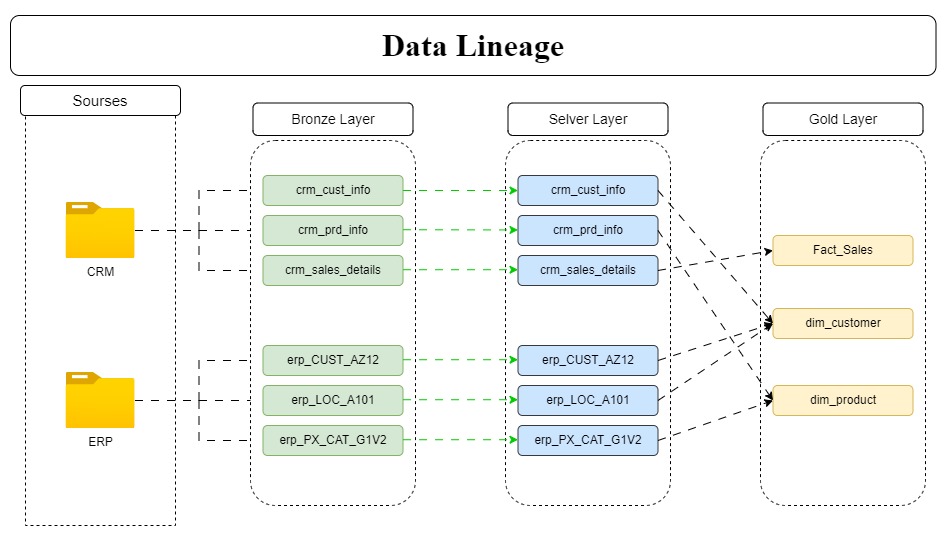 Data Lineage
Sourses
Bronze Layer
Selver Layer
Gold Layer
CRM
ERP
crm_cust_info
crm_prd_info
crm_sales_details
erp_CUST_AZ12
erp_LOC_A101
erp_PX_CAT_G1V2
crm_cust_info
crm_prd_info
crm_sales_details
erp_CUST_AZ12
erp_LOC_A101
erp_PX_CAT_G1V2
Fact_Sales
dim_customer
dim_product